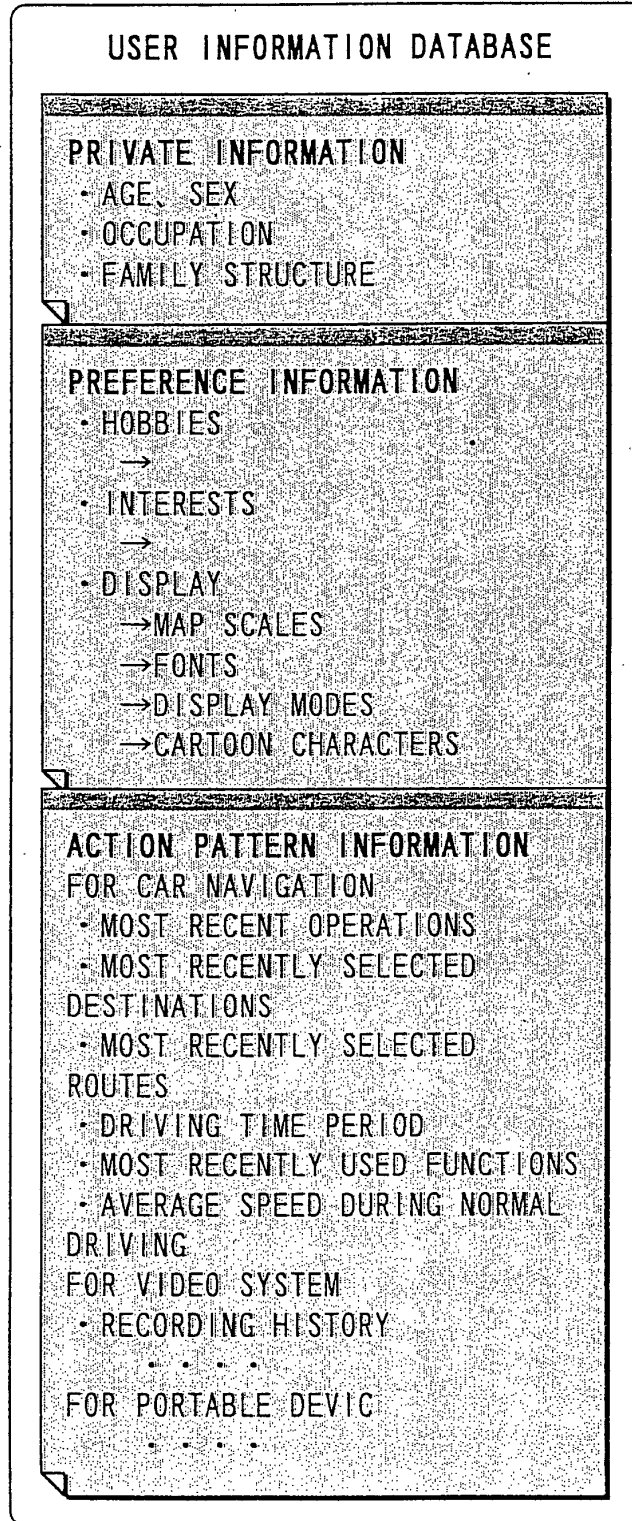 USER INFORMATION DATABASE
PRIVATE INFORMATION
・AGE、SEX
・OCCUPATION
・FAMILY STRUCTURE
PREFERENCE INFORMATION
・HOBBIES
→
・INTERESTS
→
・DISPLAY
→MAP SCALES
→FONTS
→DISPLAY MODES
→CARTOON CHARACTERS
ACTION PATTERN INFORMATION
FOR CAR NAVIGATION
・MOST RECENT OPERATIONS
・MOST RECENTLY SELECTED
DESTINATIONS
・MOST RECENTLY SELECTED
ROUTES
・DRIVING TIME PERIOD
・MOST RECENTLY USED FUNCTIONS
・AVERAGE SPEED DURING NORMAL
DRIVING
FOR VIDEO SYSTEM
・RECORDING HISTORY
・・・・
FOR PORTABLE DEVIC
・・・・